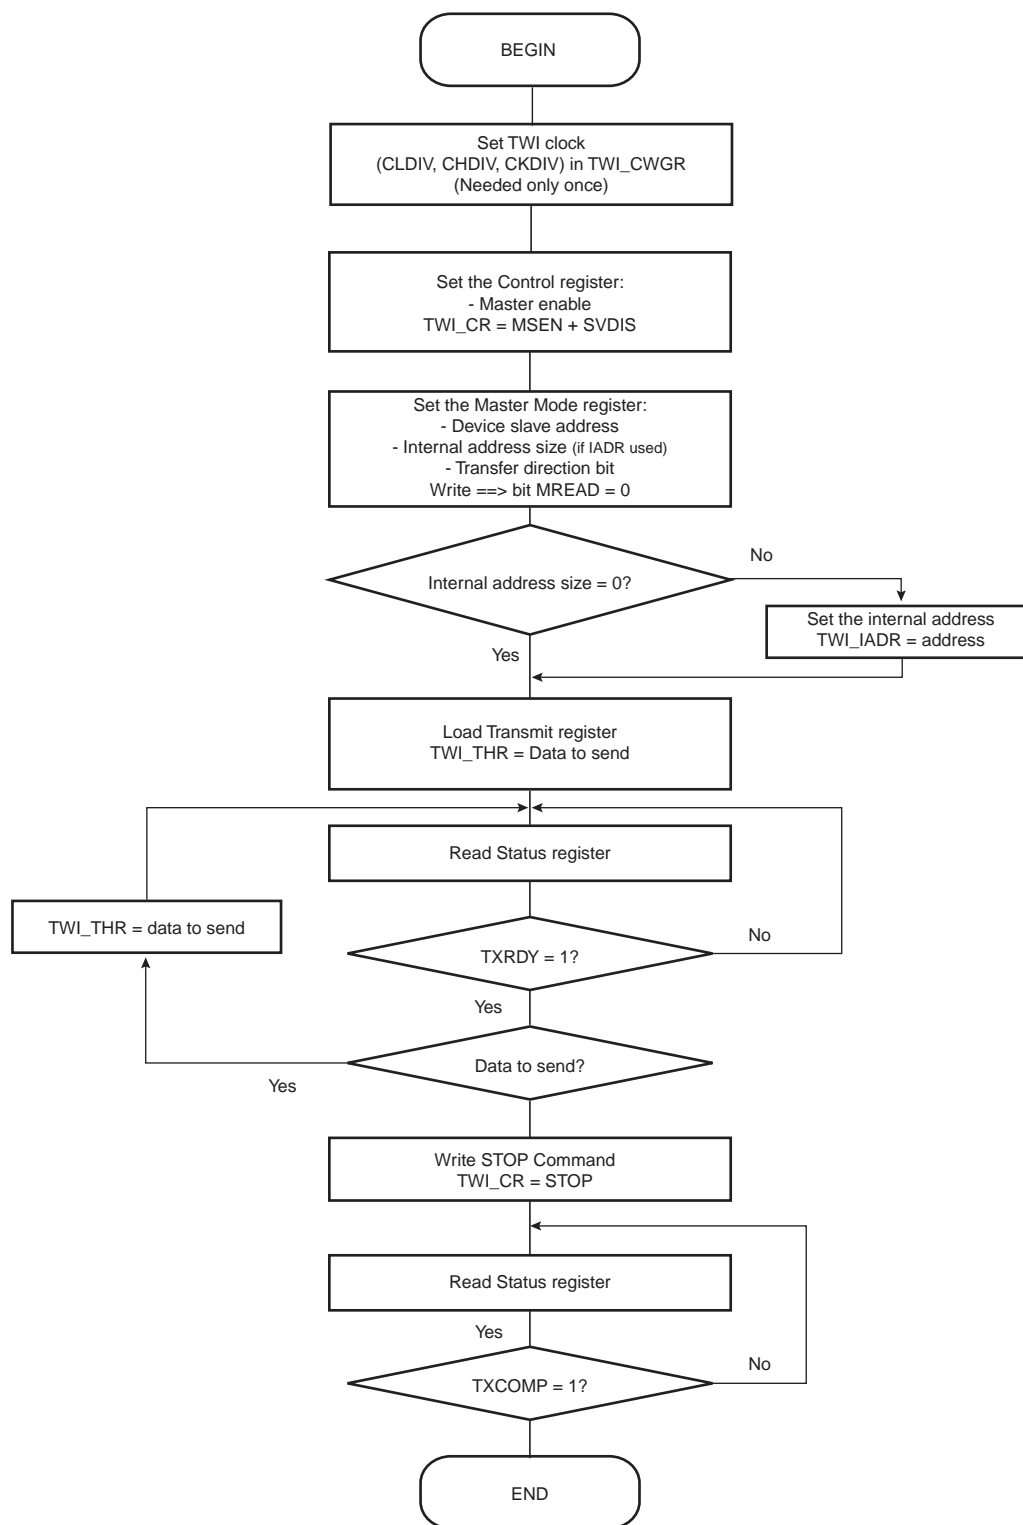 BEGIN
Set TWI clock
(CLDIV, CHDIV, CKDIV) in TWI_CWGR
(Needed only once)
Set the Control register:
- Master enable
TWI_CR = MSEN + SVDIS
Set the Master Mode register:
- Device slave address
- Internal address size (if IADR used)
- Transfer direction bit
Write ==> bit MREAD = 0
No
Internal address size = 0?
Set the internal address
TWI_IADR = address
Yes
Load Transmit register
TWI_THR = Data to send
Read Status register
TWI_THR = data to send
No
TXRDY = 1?
Yes
Data to send?
Yes
Write STOP Command
TWI_CR = STOP
Read Status register
Yes
No
TXCOMP = 1?
END